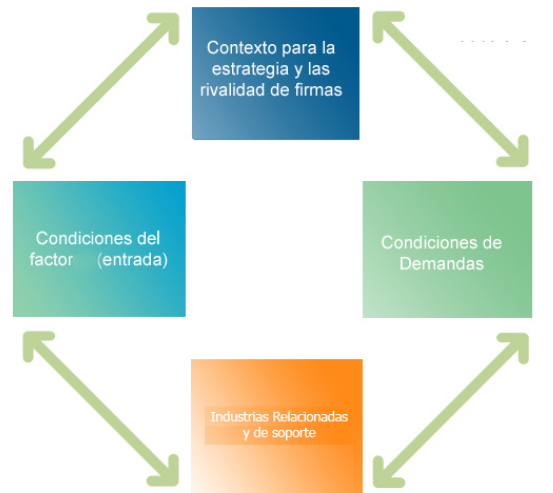 Contexto para la
estrategia y las
rivalidad de firmas
Condiciones del
factor (entrada)
Condiciones de
Demandas
Industrias Relacionadas
y de soporte